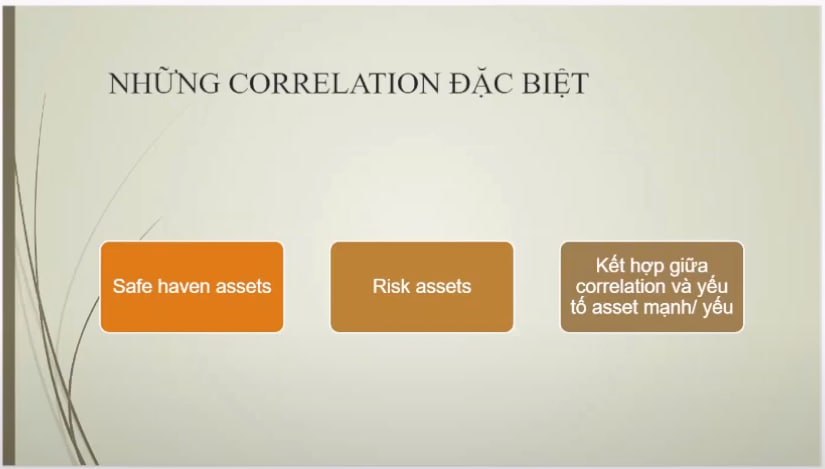 NHỮNG CORRELATION ĐẶC BIỆT
Safe haven assets
Risk assets
Kết hợp giữa
correlation và yếu
tố asset mạnh/ yếu